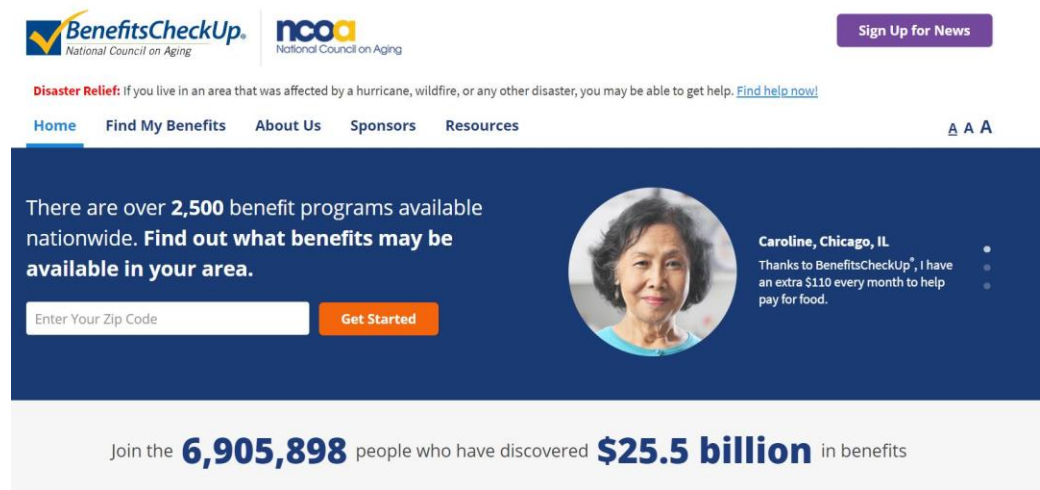 BenefitsCheckUp®
National Council on Aging
ncoa
National Council on Aging
Sign Up for News
Disaster Relief: If you live in an area that was affected by a hurricane, wildfire, or any other disaster, you may be able to get help. Find help now!
Home Find My Benefits About Us Sponsors Resources
A A A
There are over 2,500 benefit programs available
nationwide. Find out what benefits may be
available in your area.
Enter Your Zip Code
Get Started
Caroline, Chicago, IL
Thanks to BenefitsCheckUp®, I have
an extra $110 every month to help
pay for food.
Join the 6,905,898 people who have discovered $25.5 billion in benefits